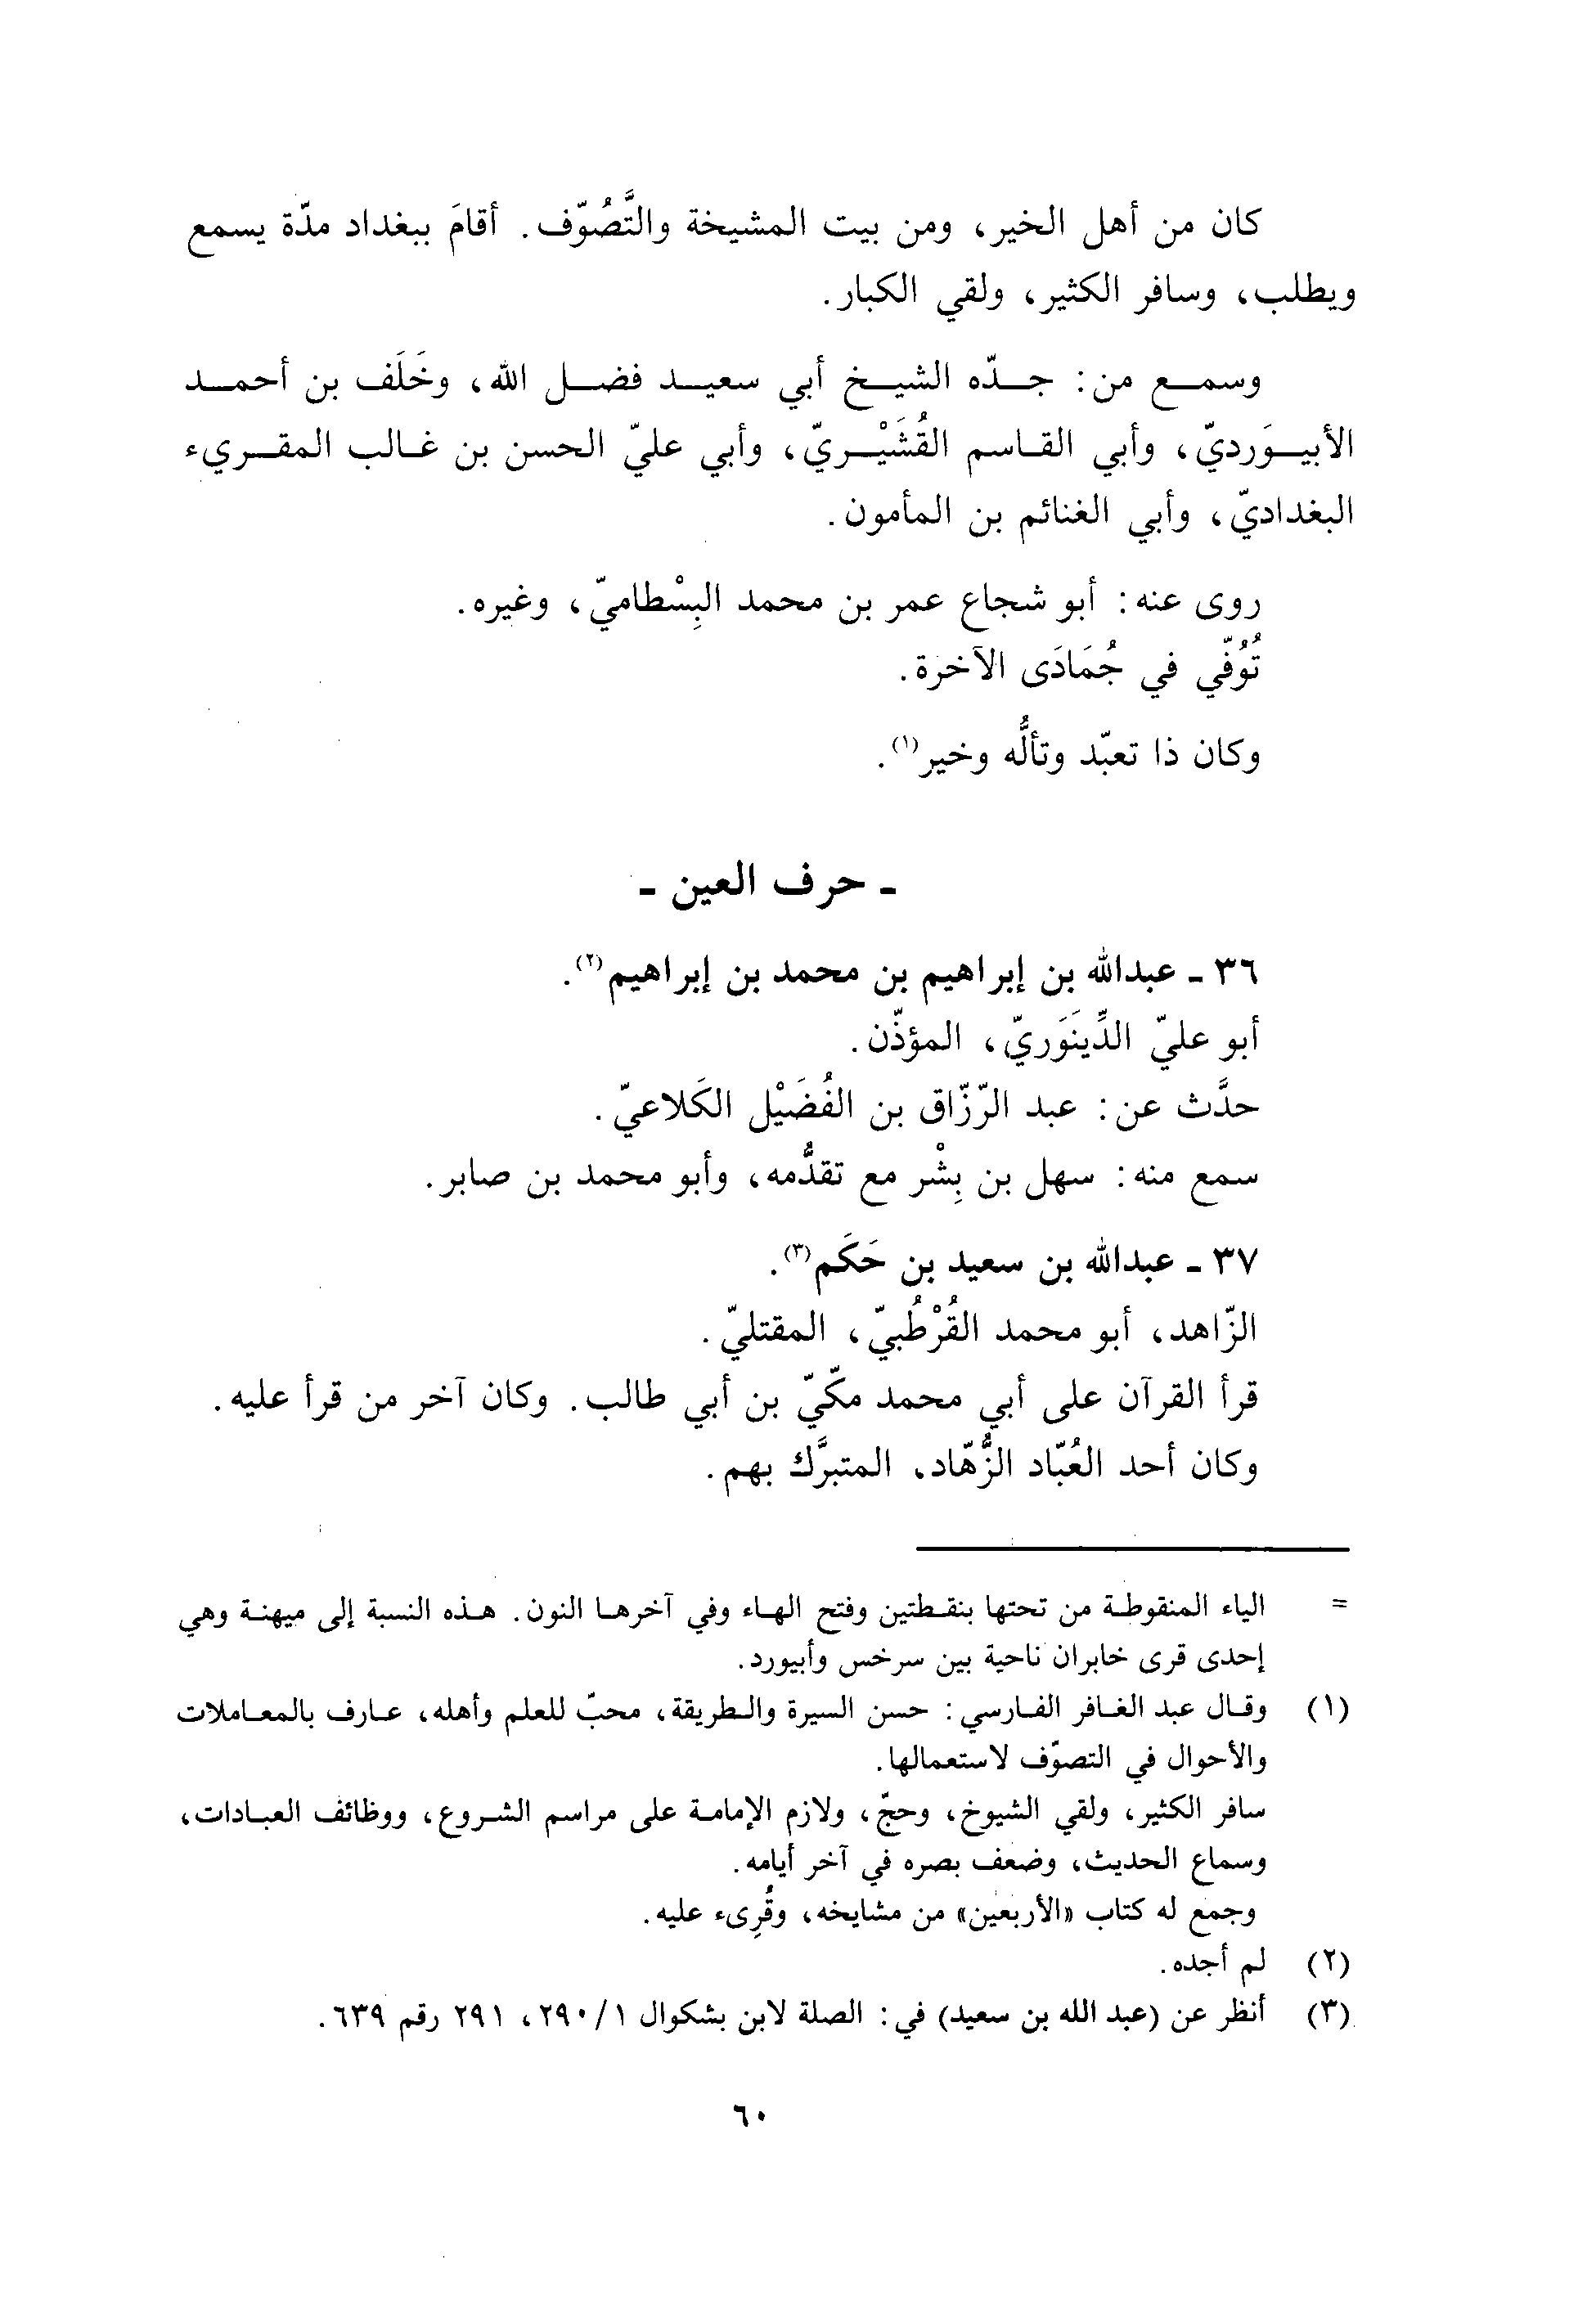 كان من أهل الخير، ومن بيت المشيخة والتَّصُوّف. أقامَ ببغداد مدّة يسمع
ويطلب، وسافر الكثير، ولقي الكبار.
وسمع من: جدّه الشيخ أبي سعيد فضل الله، وخَلَف بن أحمد
الأبيوَرديّ، وأبي القاسم القُشَيْريّ، وأبي عليّ الحسن بن غالب المقريء
البغداديّ، وأبي الغنائم بن المأمون.
روى عنه: أبو شجاع عمر بن محمد البِسْطاميّ، وغيره.
تُوُفّي في جُمَادَى الآخرة.
وكان ذا تعبّد وتألُّه وخير(١).
ـ حرف العين ـ
٣٦ ـ عبدالله بن إبراهيم بن محمد بن إبراهيم(٢).
أبو عليّ الدِّينَوَريّ، المؤذّن.
حدَّث عن: عبد الرّزّاق بن الفُضَيْل الكَلاعيّ.
سمع منه: سهل بن بِشْر مع تقدُّمه، وأبو محمد بن صابر.
٣٧ ـ عبدالله بن سعيد بن حَكَم(٣).
الزّاهد، أبو محمد القُرْطُبيّ، المقتليّ.
قرأ القرآن على أبي محمد مكّيّ بن أبي طالب. وكان آخر من قرأ عليه.
وكان أحد العُبّاد الزُّهّاد، المتبرَّك بهم.
= الياء المنقوطة من تحتها بنقطتين وفتح الهاء وفي آخرها النون. هذه النسبة إلى ميهنة وهي
إحدى قرى خابران ناحية بين سرخس وأبيورد.
(١) وقال عبد الغافر الفارسي: حسن السيرة والطريقة، محبّ للعلم وأهله، عارف بالمعاملات
والأحوال في التصوّف لاستعمالها.
سافر الكثير، ولقي الشيوخ، وحجّ، ولازم الإمامة على مراسم الشروع، ووظائف العبادات،
وسماع الحديث، وضعف بصره في آخر أيامه.
وجمع له كتاب «الأربعين» من مشايخه، وقُرِىء عليه.
(٢) لم أجده.
(٣) أنظر عن (عبد الله بن سعيد) في: الصلة لابن بشكوال ١/ ٢٩٠، ٢٩١ رقم ٦٣٩.
٦٠